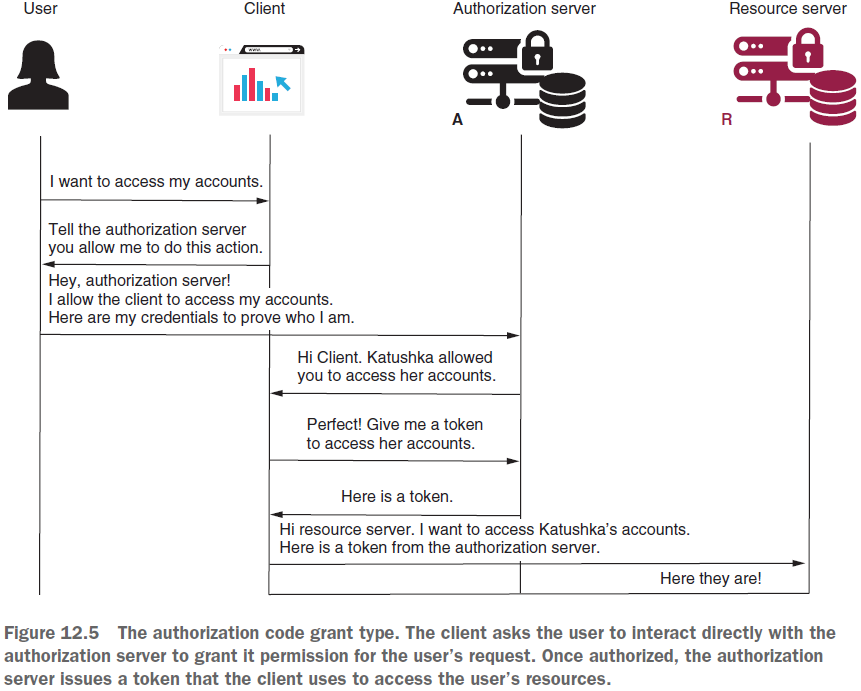 User
Client
Authorization server
Resource server
www.
A
R
I want to access my accounts.
Tell the authorization server
you allow me to do this action.
Hey, authorization server!
I allow the client to access my accounts.
Here are my credentials to prove who I am.
Hi Client. Katushka allowed
you to access her accounts.
Perfect! Give me a token
to access her accounts.
Here is a token.
Hi resource server. I want to access Katushka’s accounts.
Here is a token from the authorization server.
Here they are!
Figure 12.5 The authorization code grant type. The client asks the user to interact directly with the
authorization server to grant it permission for the user’s request. Once authorized, the authorization
server issues a token that the client uses to access the user’s resources.